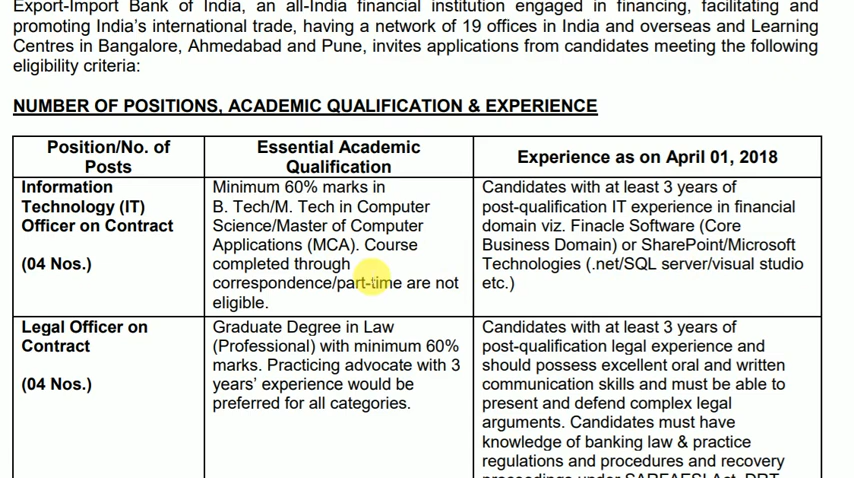 Export-Import Bank of India, an all-India financial institution engaged in financing, facilitating and
promoting India's international trade, having a network of 19 offices in India and overseas and Learning
Centres in Bangalore, Ahmedabad and Pune, invites applications from candidates meeting the following
eligibility criteria:
NUMBER OF POSITIONS, ACADEMIC QUALIFICATION & EXPERIENCE
Position/No. of
Posts
Essential Academic
Qualification
Experience as on April 01, 2018
Information
Technology (IT)
Officer on Contract
(04 Nos.)
Minimum 60% marks in
B. Tech/M. Tech in Computer
Science/Master of Computer
Applications (MCA). Course
completed through
correspondence/part-time are not
eligible.
Candidates with at least 3 years of
post-qualification IT experience in financial
domain viz. Finacle Software (Core
Business Domain) or SharePoint/Microsoft
Technologies (.net/SQL server/visual studio
etc.)
Legal Officer on
Contract
(04 Nos.)
Graduate Degree in Law
(Professional) with minimum 60%
marks. Practicing advocate with 3
years' experience would be
preferred for all categories.
Candidates with at least 3 years of
post-qualification legal experience and
should possess excellent oral and written
communication skills and must be able to
present and defend complex legal
arguments. Candidates must have
knowledge of banking law & practice
regulations and procedures and recovery
proceedings under SARFAESI Act, DRT